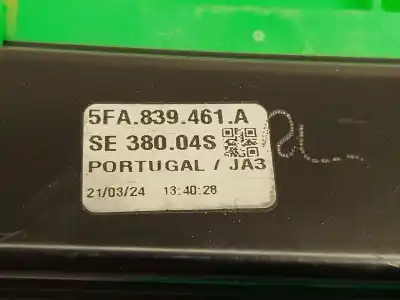 5FA.839.461.A
SE 380.04S
PORTUGAL / JA3
21/03/24 13:40:28